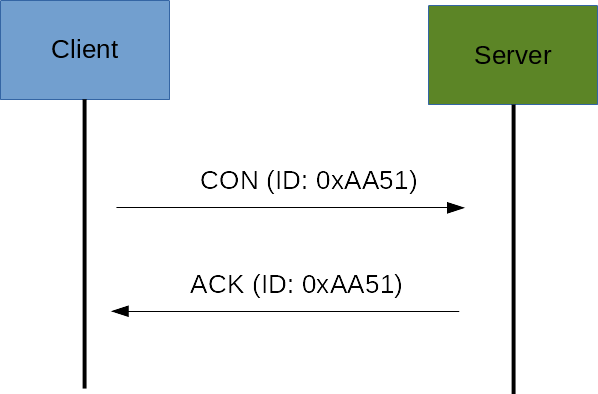 Client
Server
CON (ID: 0xAA51)
ACK (ID: 0xAA51)